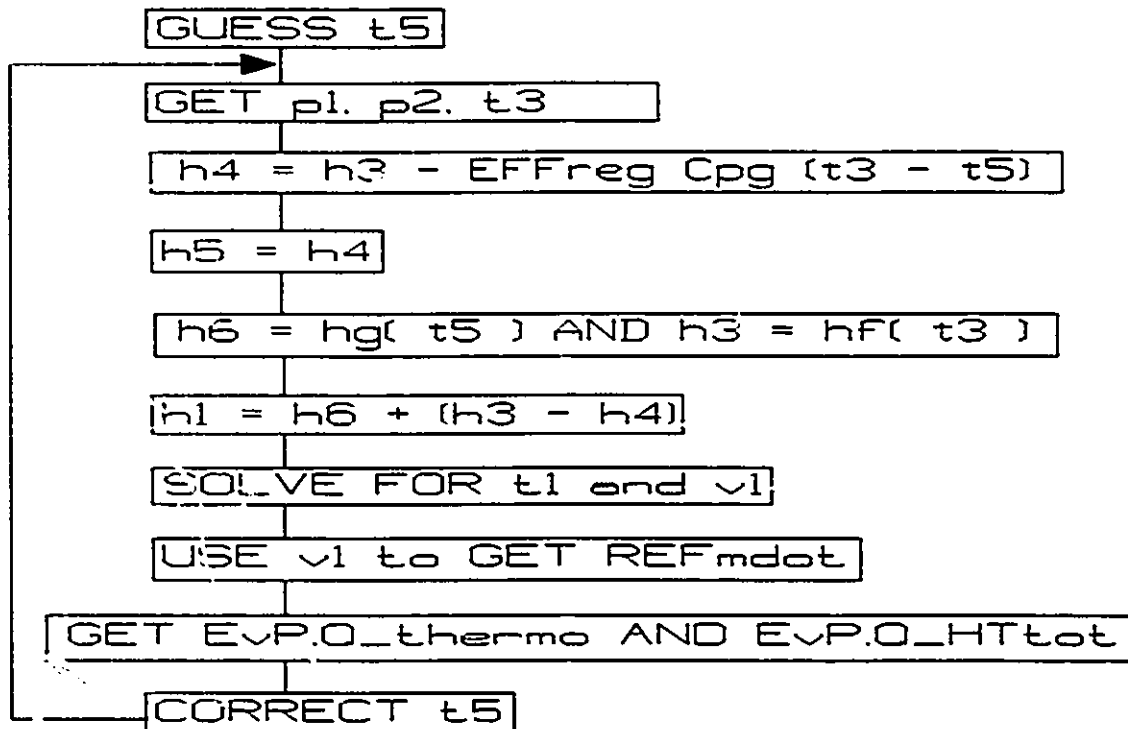 GUESS t5
GET p1. p2. t3
h4 = h3 - EFFreg Cpg (t3 - t5)
h5 = h4
h6 = hg( t5 ) AND h3 = hf( t3 )
h1 = h6 + (h3 - h4)
SOLVE FOR t1 and v1
USE v1 to GET REFmdot
GET EvP.Q_thermo AND EvP.Q_HTtot
CORRECT t5